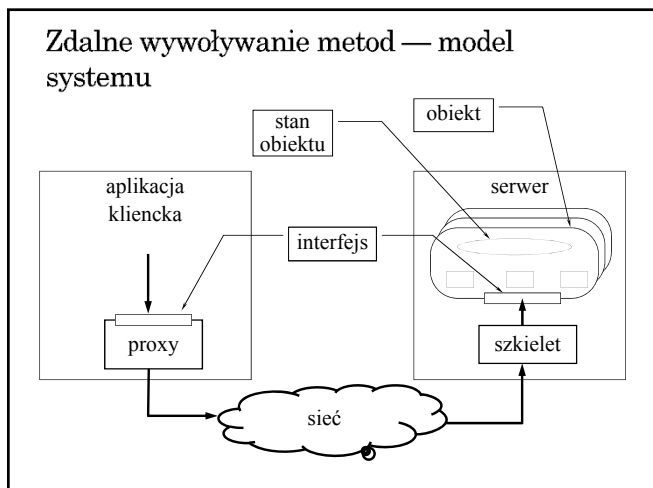 Zdalne wywoływanie metod — model
systemu
stan
obiektu
obiekt
aplikacja
kliencka
serwer
interfejs
proxy
szkielet
sieć